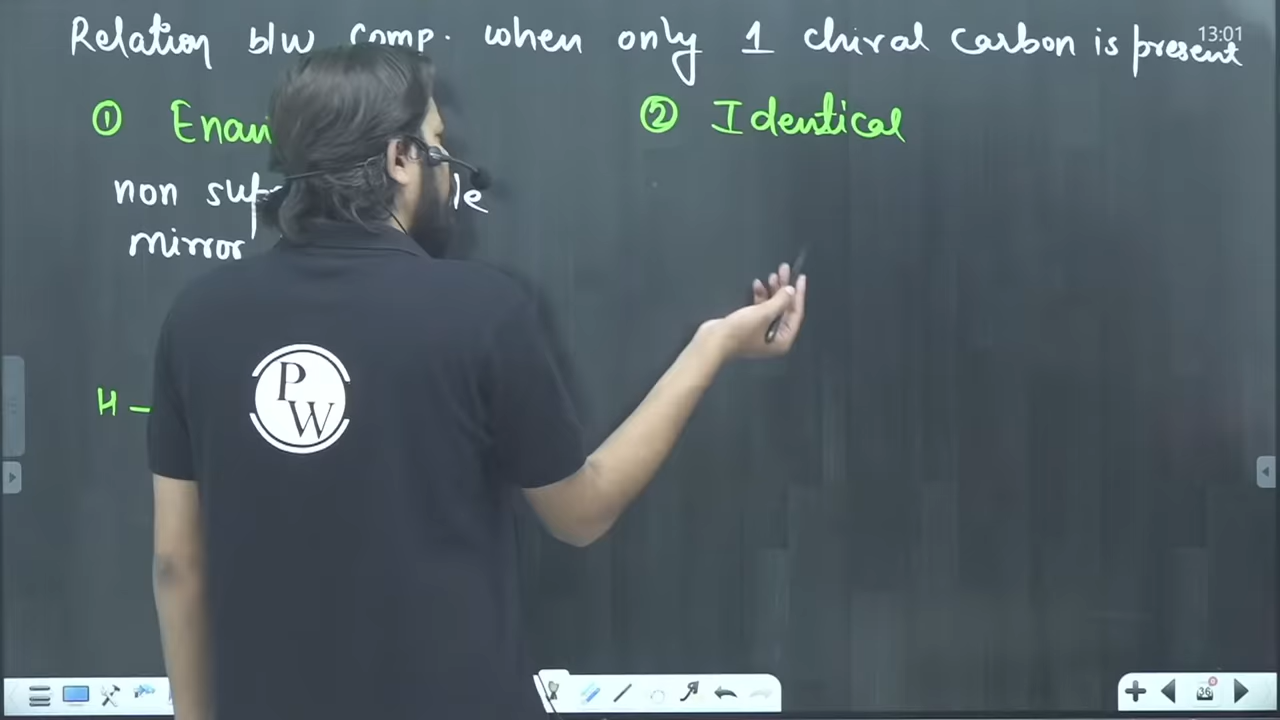 Relation b/w comp. when only 1 chiral carbon is present
13:01
① Enan
② Identical
non sup le
mirror
H -
P
W
36